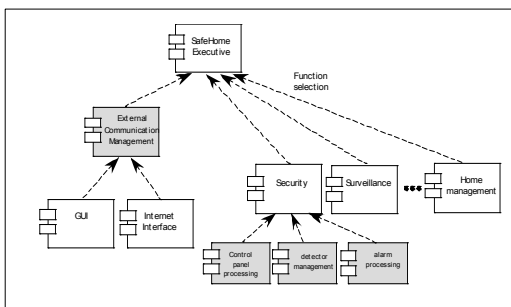 SafeHome
Executive
Function
selection
External
Communication
Management
Security
Surveillance
Home
management
GUI
Internet
Interface
Control
panel
processing
detector
management
alarm
processing